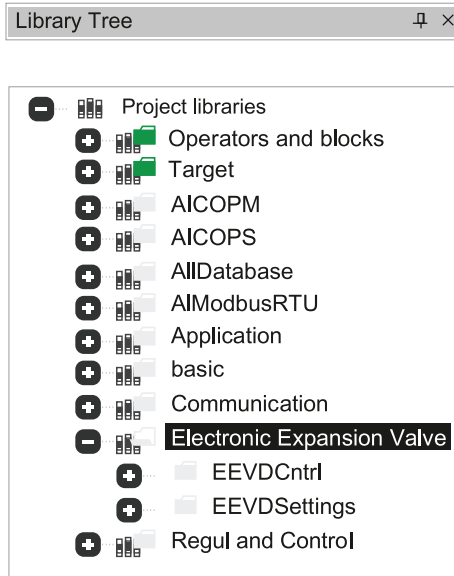 Library Tree
Project libraries
Operators and blocks
Target
AICOPM
AICOPS
AllDatabase
AIModbusRTU
Application
basic
Communication
Electronic Expansion Valve
EEVDCntrl
EEVDSettings
Regul and Control